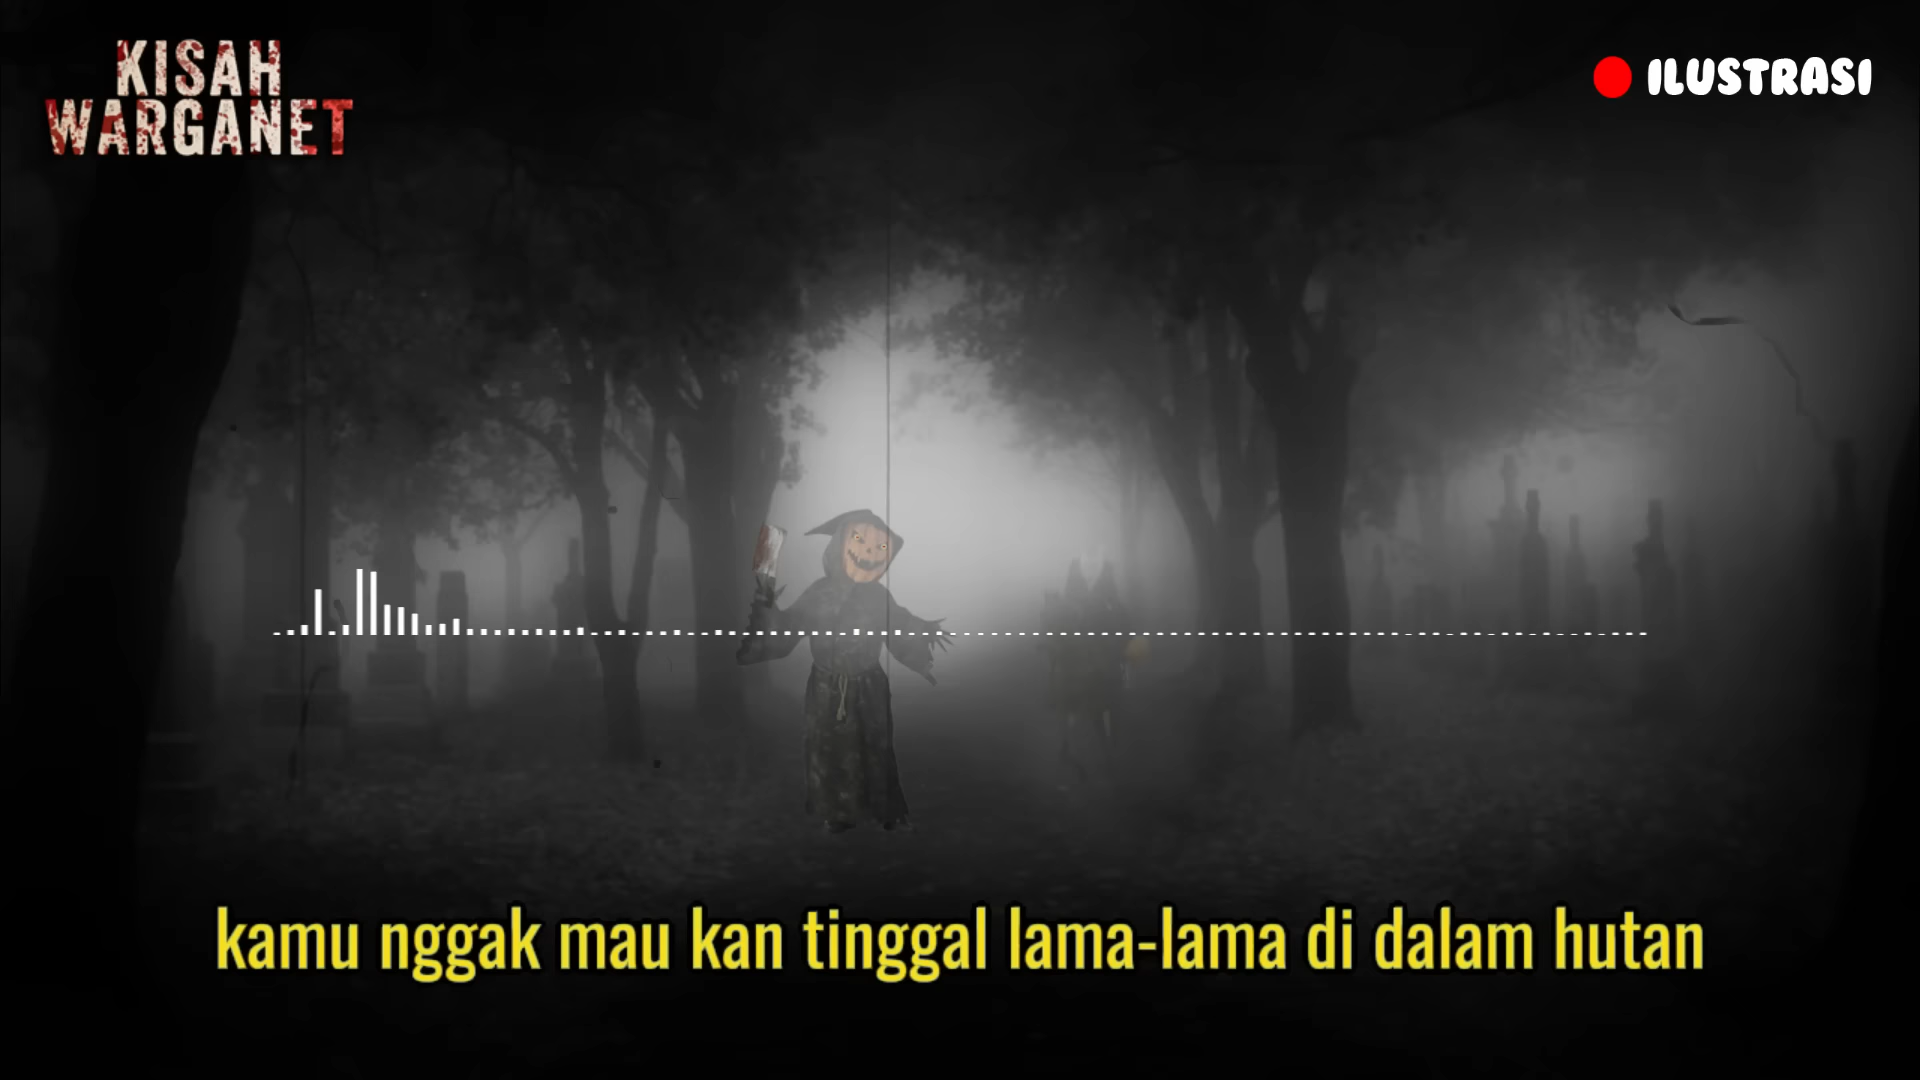 KISAH
WARGANET
ILUSTRASI
kamu nggak mau kan tinggal lama-lama di dalam hutan